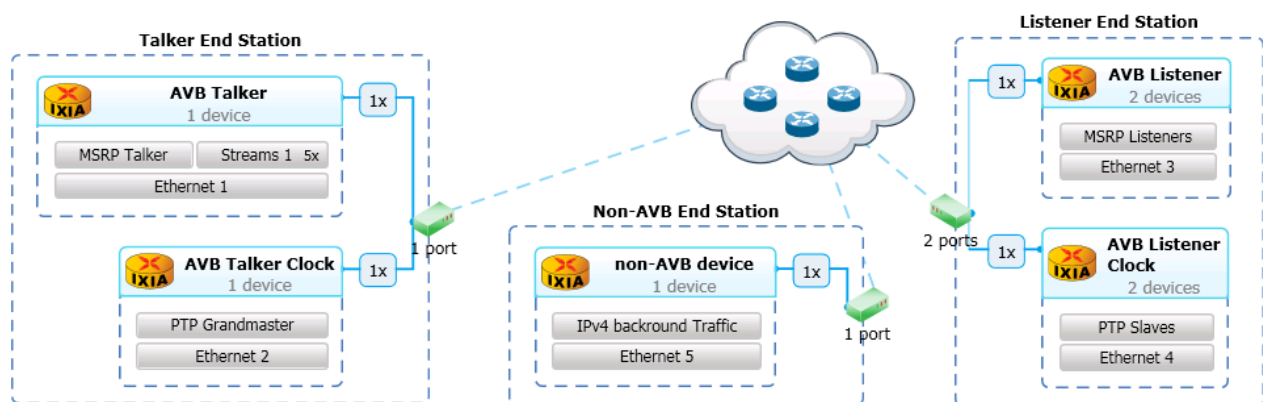 Talker End Station
IXIA
AVB Talker
1 device
1x
MSRP Talker
Streams 1 5x
Ethernet 1
IXIA
AVB Talker Clock
1 device
1x
PTP Grandmaster
Ethernet 2
1 port
Non-AVB End Station
IXIA
non-AVB device
1 device
1x
IPv4 backround Traffic
Ethernet 5
1 port
Listener End Station
1x
IXIA
AVB Listener
2 devices
MSRP Listeners
Ethernet 3
2 ports
1x
IXIA
AVB Listener
Clock
2 devices
PTP Slaves
Ethernet 4